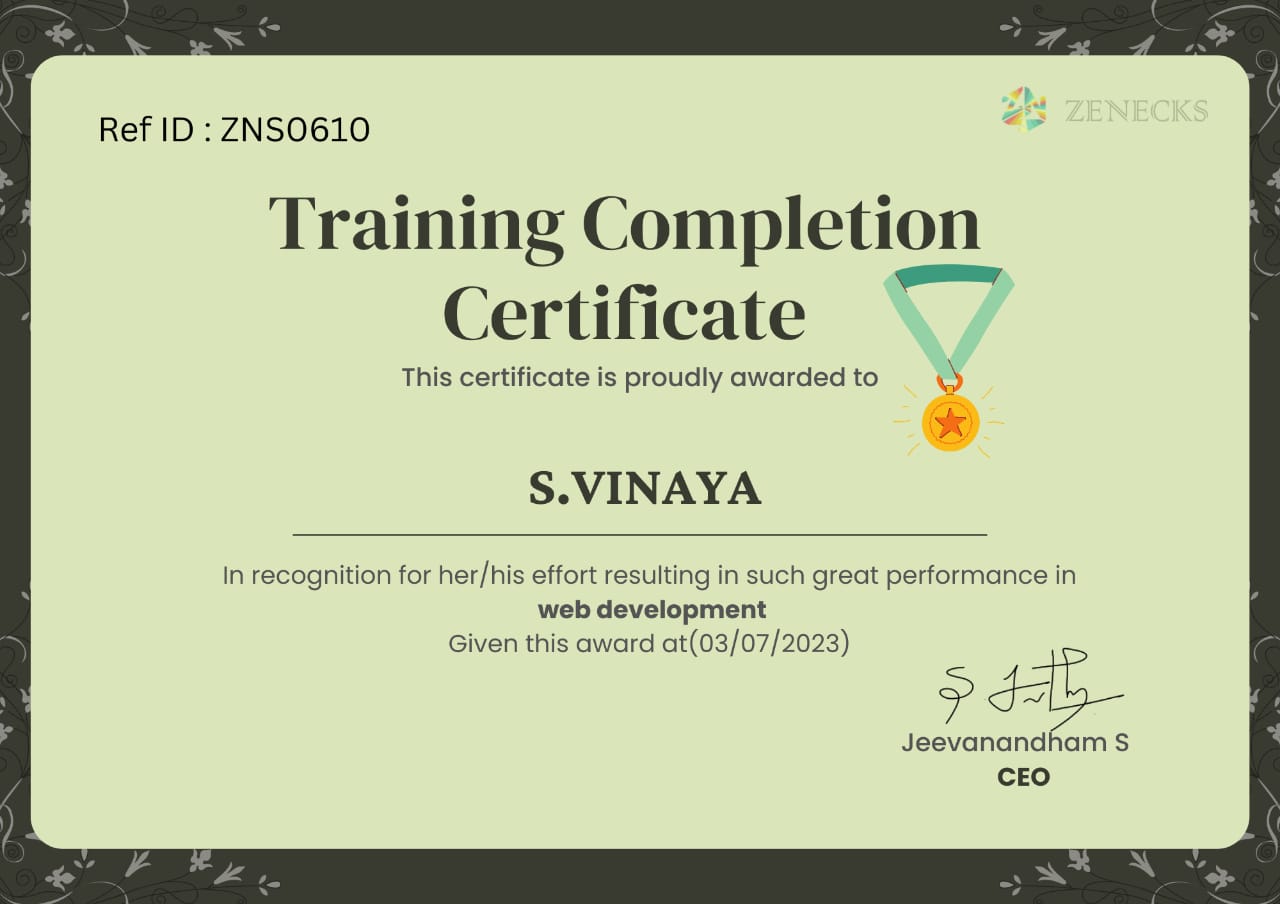 ZENECKS
Ref ID : ZNS0610
Training Completion
Certificate
This certificate is proudly awarded to
S.VINAYA
In recognition for her/his effort resulting in such great performance in
web development
Given this award at(03/07/2023)
Jeevanandham S
CEO